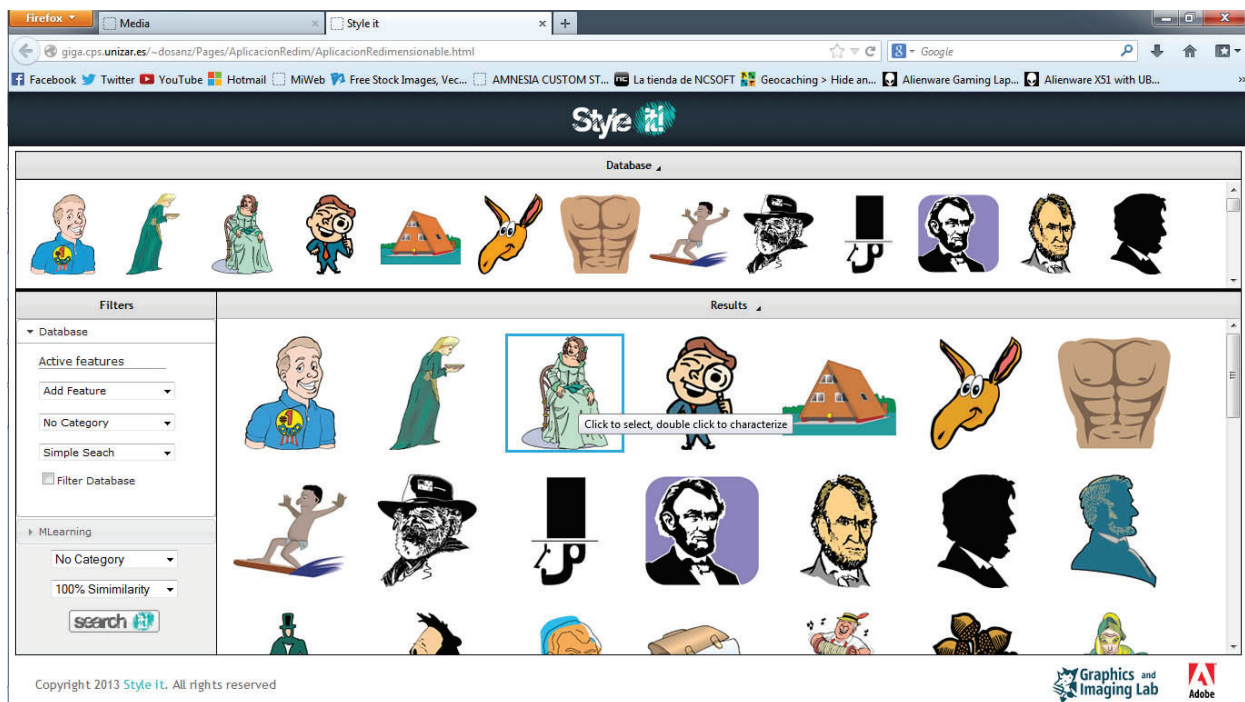 Firefox
Media
Style it
giga.cps.unizar.es/~dosanz/Pages/AplicacionRedim/AplicacionRedimensionable.html
Google
Facebook Twitter YouTube Hotmail MiWeb Free Stock Images, Vec... AMNESIA CUSTOM ST... La tienda de NCSOFT Geocaching > Hide an... Alienware Gaming Lap... Alienware X51 with UB...
Style it!
Database
#1
Filters
Results
Database
Active features
Add Feature
No Category
Simple Seach
Filter Database
Click to select, double click to characterize
#1
MLearning
No Category
100% Simimilarity
search it!
Copyright 2013 Style it. All rights reserved
Graphics and
Imaging Lab
Adobe